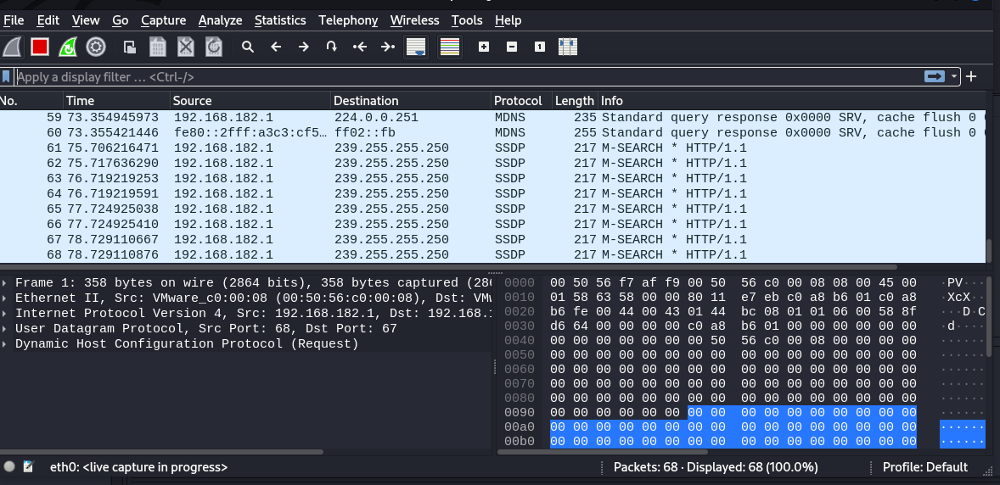 File Edit View Go Capture Analyze Statistics Telephony Wireless Tools Help
Apply a display filter … <Ctrl-/>
No. Time Source Destination Protocol Length Info
59 73.354945973 192.168.182.1 224.0.0.251 MDNS 235 Standard query response 0x0000 SRV, cache flush 0
60 73.355421446 fe80::2fff:a3c3:cf5… ff02::fb MDNS 255 Standard query response 0x0000 SRV, cache flush 0
61 75.706216471 192.168.182.1 239.255.255.250 SSDP 217 M-SEARCH * HTTP/1.1
62 75.717636290 192.168.182.1 239.255.255.250 SSDP 217 M-SEARCH * HTTP/1.1
63 76.719219253 192.168.182.1 239.255.255.250 SSDP 217 M-SEARCH * HTTP/1.1
64 76.719219591 192.168.182.1 239.255.255.250 SSDP 217 M-SEARCH * HTTP/1.1
65 77.724925038 192.168.182.1 239.255.255.250 SSDP 217 M-SEARCH * HTTP/1.1
66 77.724925410 192.168.182.1 239.255.255.250 SSDP 217 M-SEARCH * HTTP/1.1
67 78.729110667 192.168.182.1 239.255.255.250 SSDP 217 M-SEARCH * HTTP/1.1
68 78.729110876 192.168.182.1 239.255.255.250 SSDP 217 M-SEARCH * HTTP/1.1
Frame 1: 358 bytes on wire (2864 bits), 358 bytes captured (28
Ethernet II, Src: VMware_c0:00:08 (00:50:56:c0:00:08), Dst: VM
Internet Protocol Version 4, Src: 192.168.182.1, Dst: 192.168.
User Datagram Protocol, Src Port: 68, Dst Port: 67
Dynamic Host Configuration Protocol (Request)
0000 00 50 56 f7 af f9 00 50 56 c0 00 08 08 00 45 00 ·PV···
0010 01 58 63 58 00 00 80 11 e7 eb c0 a8 b6 01 c0 a8 ·XcX··
0020 b6 fe 00 44 00 43 01 44 bc 08 01 01 06 00 58 8f ···D·C
0030 d6 64 00 00 00 00 c0 a8 b6 01 00 00 00 00 00 00 ·d····
0040 00 00 00 00 00 00 00 50 56 c0 00 08 00 00 00 00 ······
0050 00 00 00 00 00 00 00 00 00 00 00 00 00 00 00 00 ······
0060 00 00 00 00 00 00 00 00 00 00 00 00 00 00 00 00 ······
0070 00 00 00 00 00 00 00 00 00 00 00 00 00 00 00 00 ······
0080 00 00 00 00 00 00 00 00 00 00 00 00 00 00 00 00 ······
0090 00 00 00 00 00 00 00 00 00 00 00 00 00 00 00 00 ······
00a0 00 00 00 00 00 00 00 00 00 00 00 00 00 00 00 00 ······
00b0 00 00 00 00 00 00 00 00 00 00 00 00 00 00 00 00 ······
eth0: <live capture in progress> Packets: 68 · Displayed: 68 (100.0%) Profile: Default